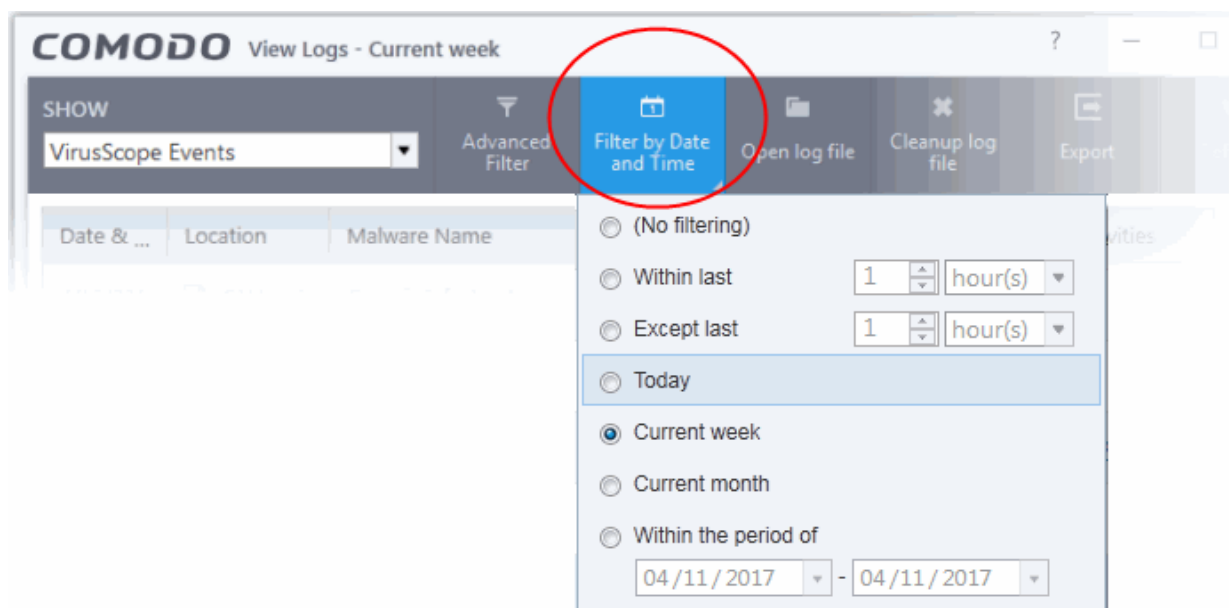 COMODO View Logs - Current week ?
SHOW
VirusScope Events
Advanced Filter
Filter by Date and Time
Open log file
Cleanup log file
Export
Date & ... Location Malware Name vities
(No filtering)
Within last 1 hour(s)
Except last 1 hour(s)
Today
Current week
Current month
Within the period of
04/11/2017 - 04/11/2017